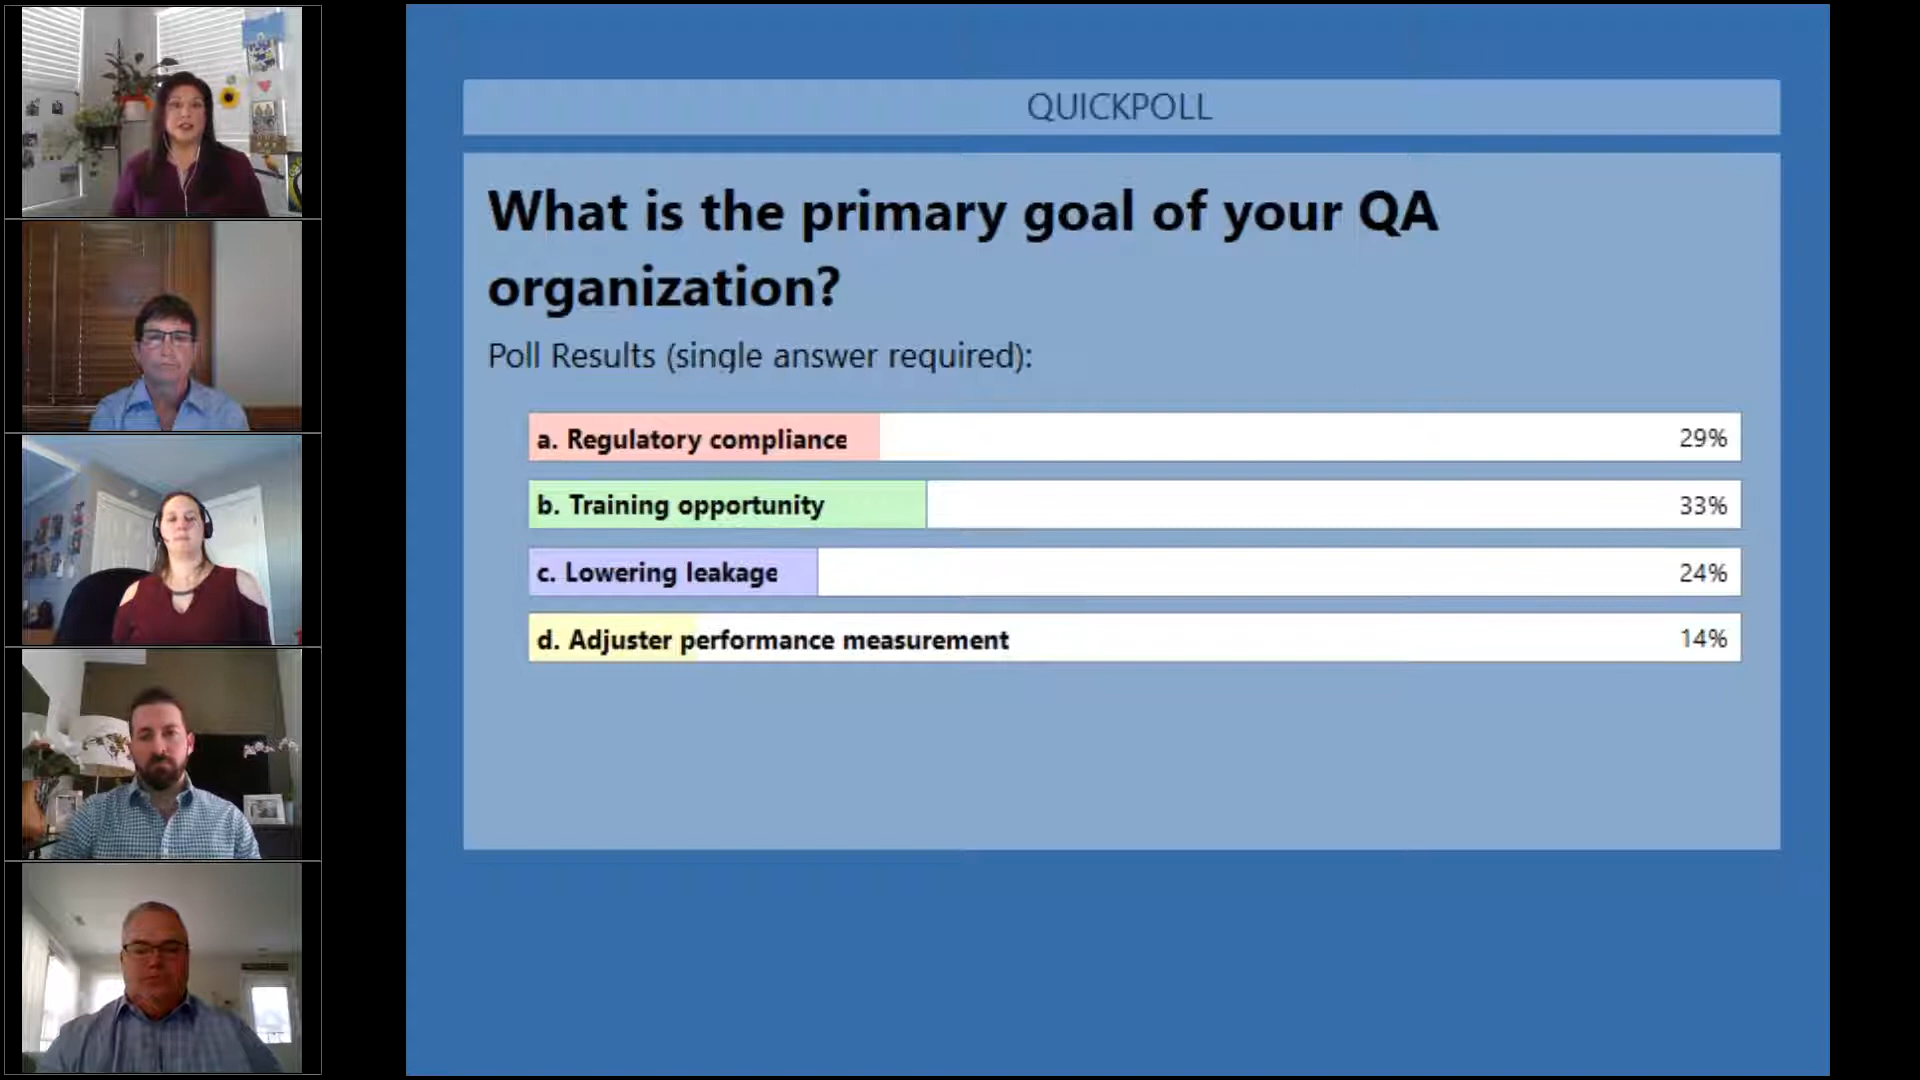 QUICKPOLL
What is the primary goal of your QA
organization?
Poll Results (single answer required):
a. Regulatory compliance 29%
b. Training opportunity 33%
c. Lowering leakage 24%
d. Adjuster performance measurement 14%